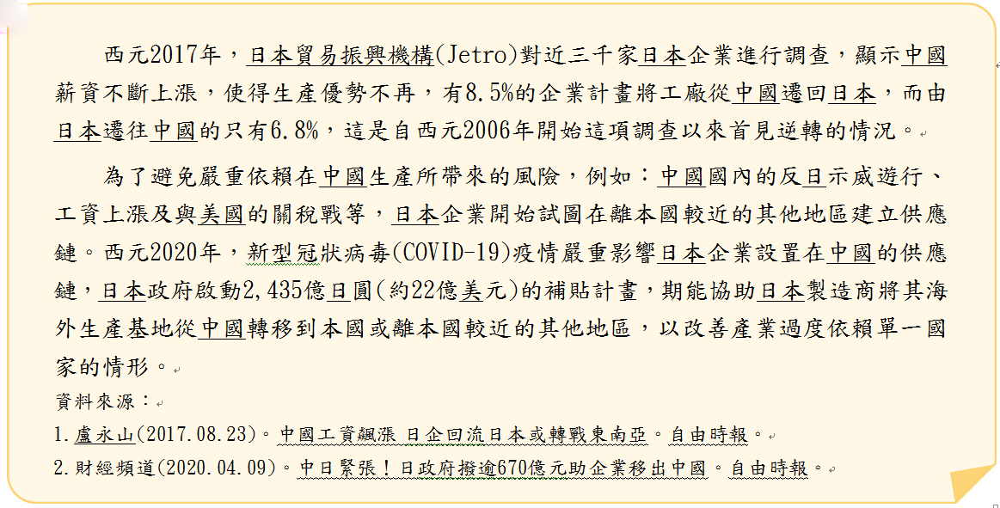 西元2017年，日本貿易振興機構(Jetro)對近三千家日本企業進行調查，顯示中國
薪資不斷上漲，使得生產優勢不再，有8.5%的企業計畫將工廠從中國遷回日本，而由
日本遷往中國的只有6.8%，這是自西元2006年開始這項調查以來首見逆轉的情況。
為了避免嚴重依賴在中國生產所帶來的風險，例如：中國國內的反日示威遊行、
工資上漲及與美國的關稅戰等，日本企業開始試圖在離本國較近的其他地區建立供應
鏈。西元2020年，新型冠狀病毒(COVID-19)疫情嚴重影響日本企業設置在中國的供應
鏈，日本政府啟動2,435億日圓(約22億美元)的補貼計畫，期能協助日本製造商將其海
外生產基地從中國轉移到本國或離本國較近的其他地區，以改善產業過度依賴單一國
家的情形。
資料來源：
1.盧永山(2017.08.23)。中國工資飆漲 日企回流日本或轉戰東南亞。自由時報。
2.財經頻道(2020.04.09)。中日緊張！日政府撥逾670億元助企業移出中國。自由時報。